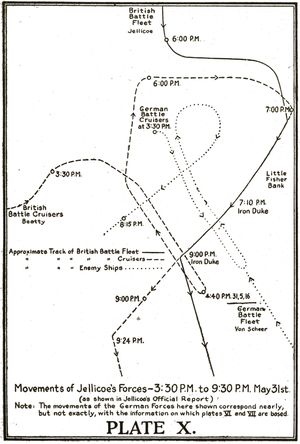 British
Battle
Fleet
Jellicoe
6:00 P.M.
6:00 P.M.
7:00 P.M.
German
Battle
Cruisers
at 3:30 P.M.
Little
Fisher
Bank
3:30 P.M.
British
Battle Cruisers
Beatty
6:15 P.M.
7:10 P.M.
Iron Duke
Approximate Track of British Battle Fleet
" " " Cruisers
" " Enemy Ships
9:00 P.M.
Iron Duke
4:40 P.M. 31,5,16
9:00 P.M.
German
Battle
Fleet
Von Scheer
9:24 P.M.
Movements of Jellicoe's Forces—3:30 P.M. to 9:30 P.M. May 31st.
(as shown in Jellicoe's Official Report)
Note: The movements of the German Forces here shown correspond nearly,
but not exactly, with the information on which plates VI and VII are based.
PLATE X.